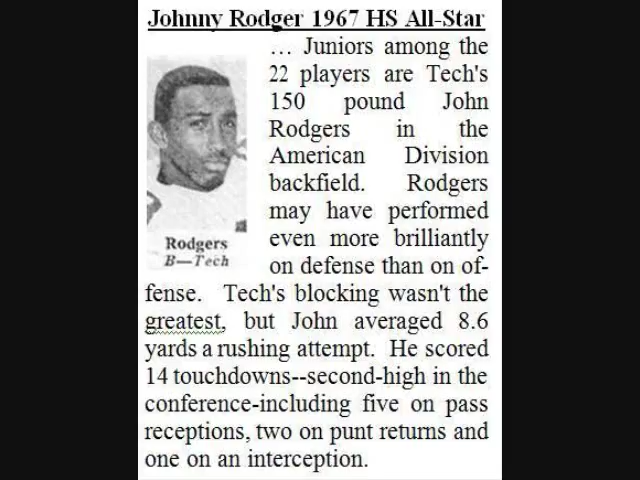 Johnny Rodger 1967 HS All-Star
… Juniors among the
22 players are Tech's
150 pound John
Rodgers in the
American Division
backfield. Rodgers
may have performed
even more brilliantly
on defense than on of-
fense. Tech's blocking wasn't the
greatest, but John averaged 8.6
yards a rushing attempt. He scored
14 touchdowns--second-high in the
conference-including five on pass
receptions, two on punt returns and
one on an interception.
Rodgers
B—Tech